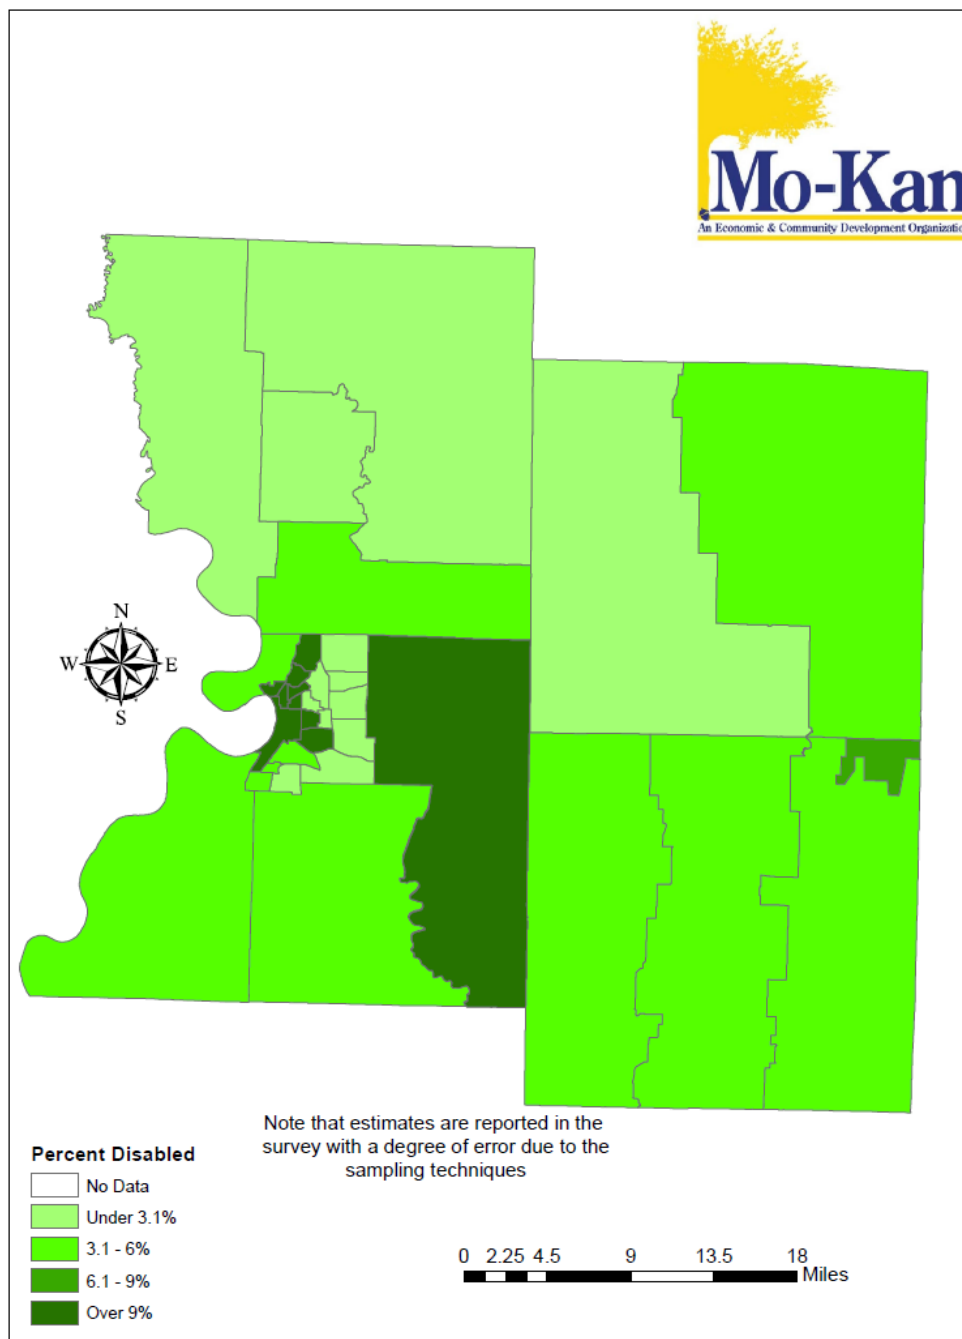 Mo-Kan
An Economic & Community Development Organizatio
N
W
E
S
Note that estimates are reported in the
survey with a degree of error due to the
sampling techniques
Percent Disabled
No Data
Under 3.1%
3.1 - 6%
6.1 - 9%
Over 9%
0 2.25 4.5 9 13.5 18
Miles